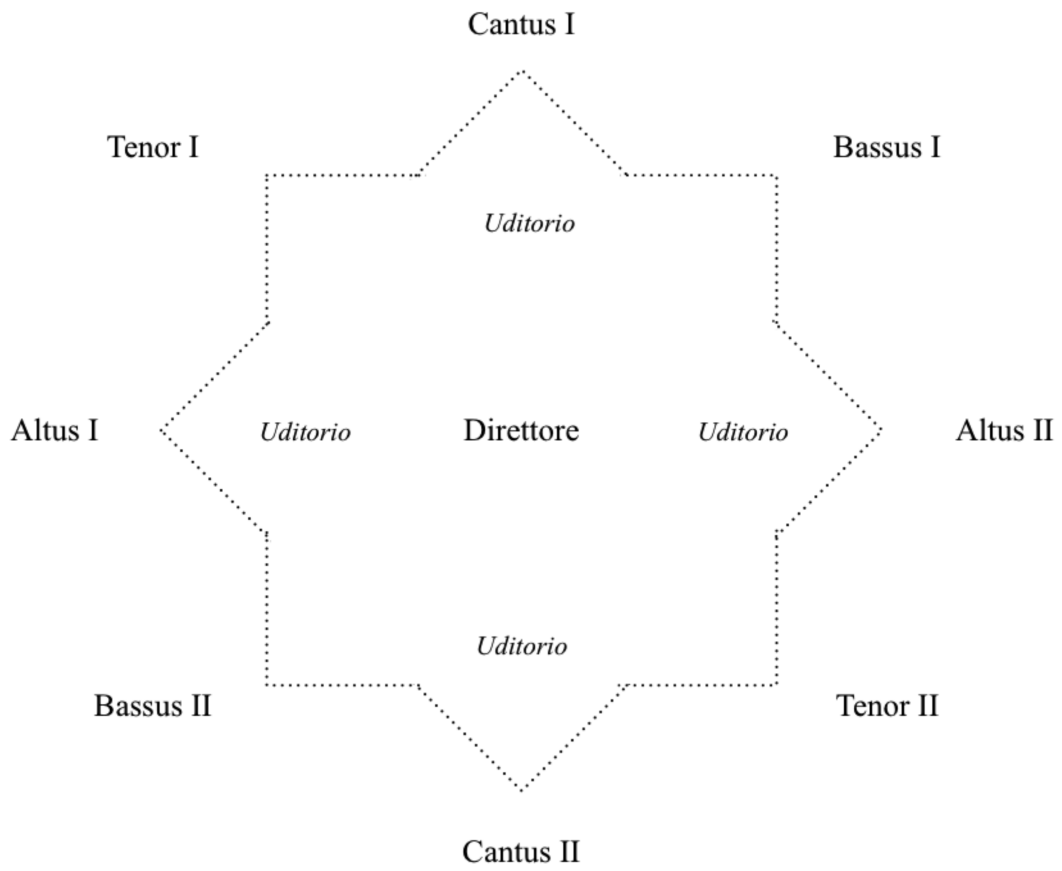 Cantus I
Tenor I
Bassus I
Uditorio
Altus I
Uditorio
Direttore
Uditorio
Altus II
Uditorio
Bassus II
Tenor II
Cantus II